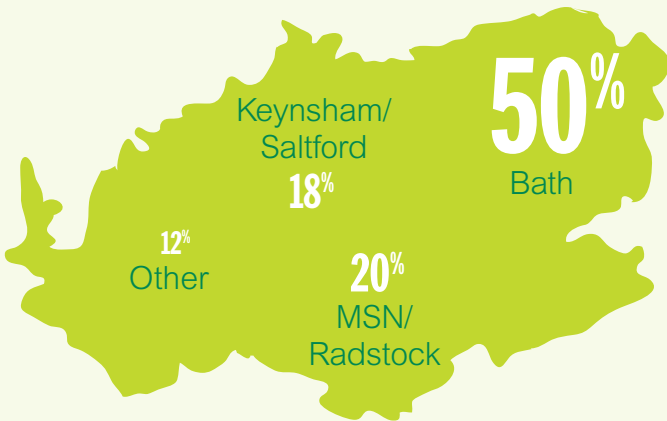 50%
Bath
Keynsham/
Saltford
18%
12%
Other
20%
MSN/
Radstock